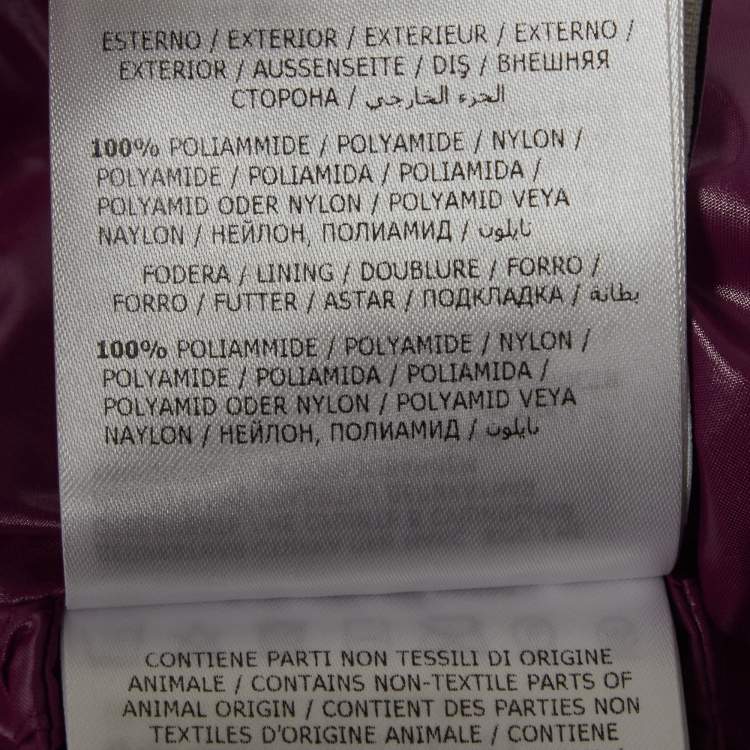 ESTERNO / EXTERIOR / EXTERIEUR / EXTERNO /
EXTERIOR / AUSSENSEITE / DIŞ / ВНЕШНЯЯ
СТОРОНА / الجزء الخارجي
100% POLIAMMIDE / POLYAMIDE / NYLON /
POLYAMIDE / POLIAMIDA / POLIAMIDA /
POLYAMID ODER NYLON / POLYAMID VEYA
NAYLON / НЕЙЛОН, ПОЛИАМИД / نايلون
FODERA / LINING / DOUBLURE / FORRO /
FORRO / FUTTER / ASTAR / ПОДКЛАДКА / بطانة
100% POLIAMMIDE / POLYAMIDE / NYLON /
POLYAMIDE / POLIAMIDA / POLIAMIDA /
POLYAMID ODER NYLON / POLYAMID VEYA
NAYLON / НЕЙЛОН, ПОЛИАМИД / نايلون
CONTIENE PARTI NON TESSILI DI ORIGINE
ANIMALE / CONTAINS NON-TEXTILE PARTS OF
ANIMAL ORIGIN / CONTIENT DES PARTIES NON
TEXTILES D'ORIGINE ANIMALE / CONTIENE